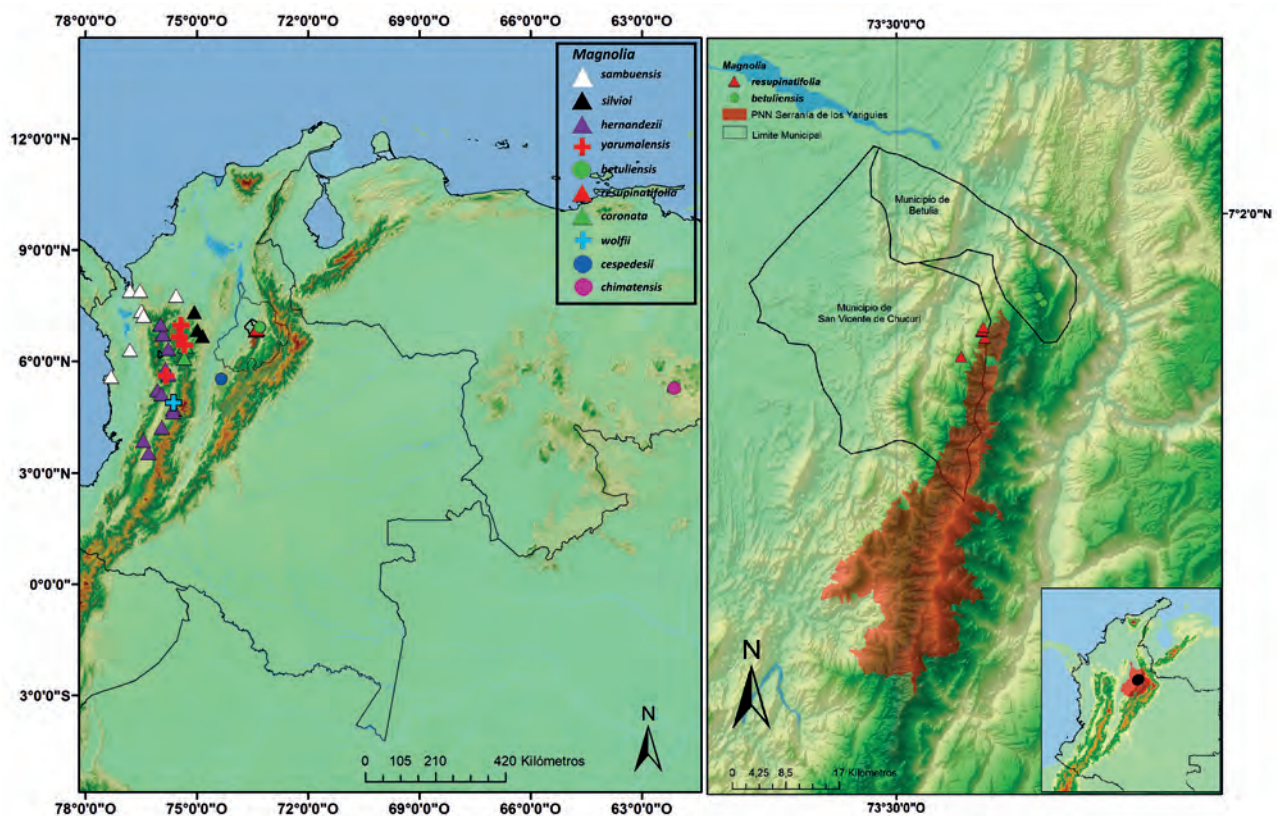 78°0'0"O 75°0'0"O 72°0'0"O 69°0'0"O 66°0'0"O 63°0'0"O
12°0'0"N
9°0'0"N
6°0'0"N
3°0'0"N
0°0'0"N
3°0'0"S
Magnolia
sambuensis
silvioi
hernandezii
yarumalensis
betuliensis
resupinatifolia
coronata
wolfii
cespedesii
chimatensis
N
0 105 210 420 Kilómetros
78°0'0"O 75°0'0"O 72°0'0"O 69°0'0"O 66°0'0"O 63°0'0"O
73°30'0"O
Magnolia
resupinatifolia
betuliensis
PNN Serranía de los Yariguies
Limite Municipal
7°2'0"N
Municipio de
Betulia
Municipio de
San Vicente de Chucurí
N
0 4,25 8,5 17 Kilómetros
73°30'0"O